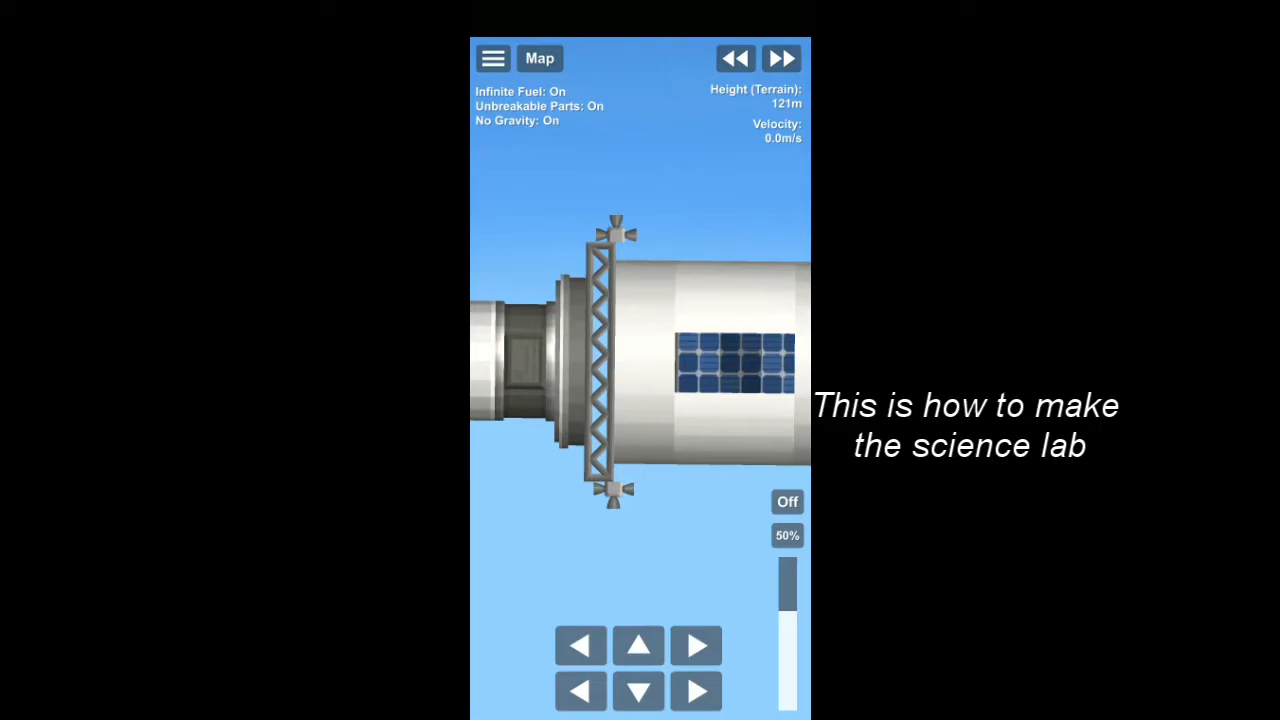 Map
Infinite Fuel: On
Unbreakable Parts: On
No Gravity: On
Height (Terrain):
121m
Velocity:
0.0m/s
This is how to make
the science lab
Off
50%